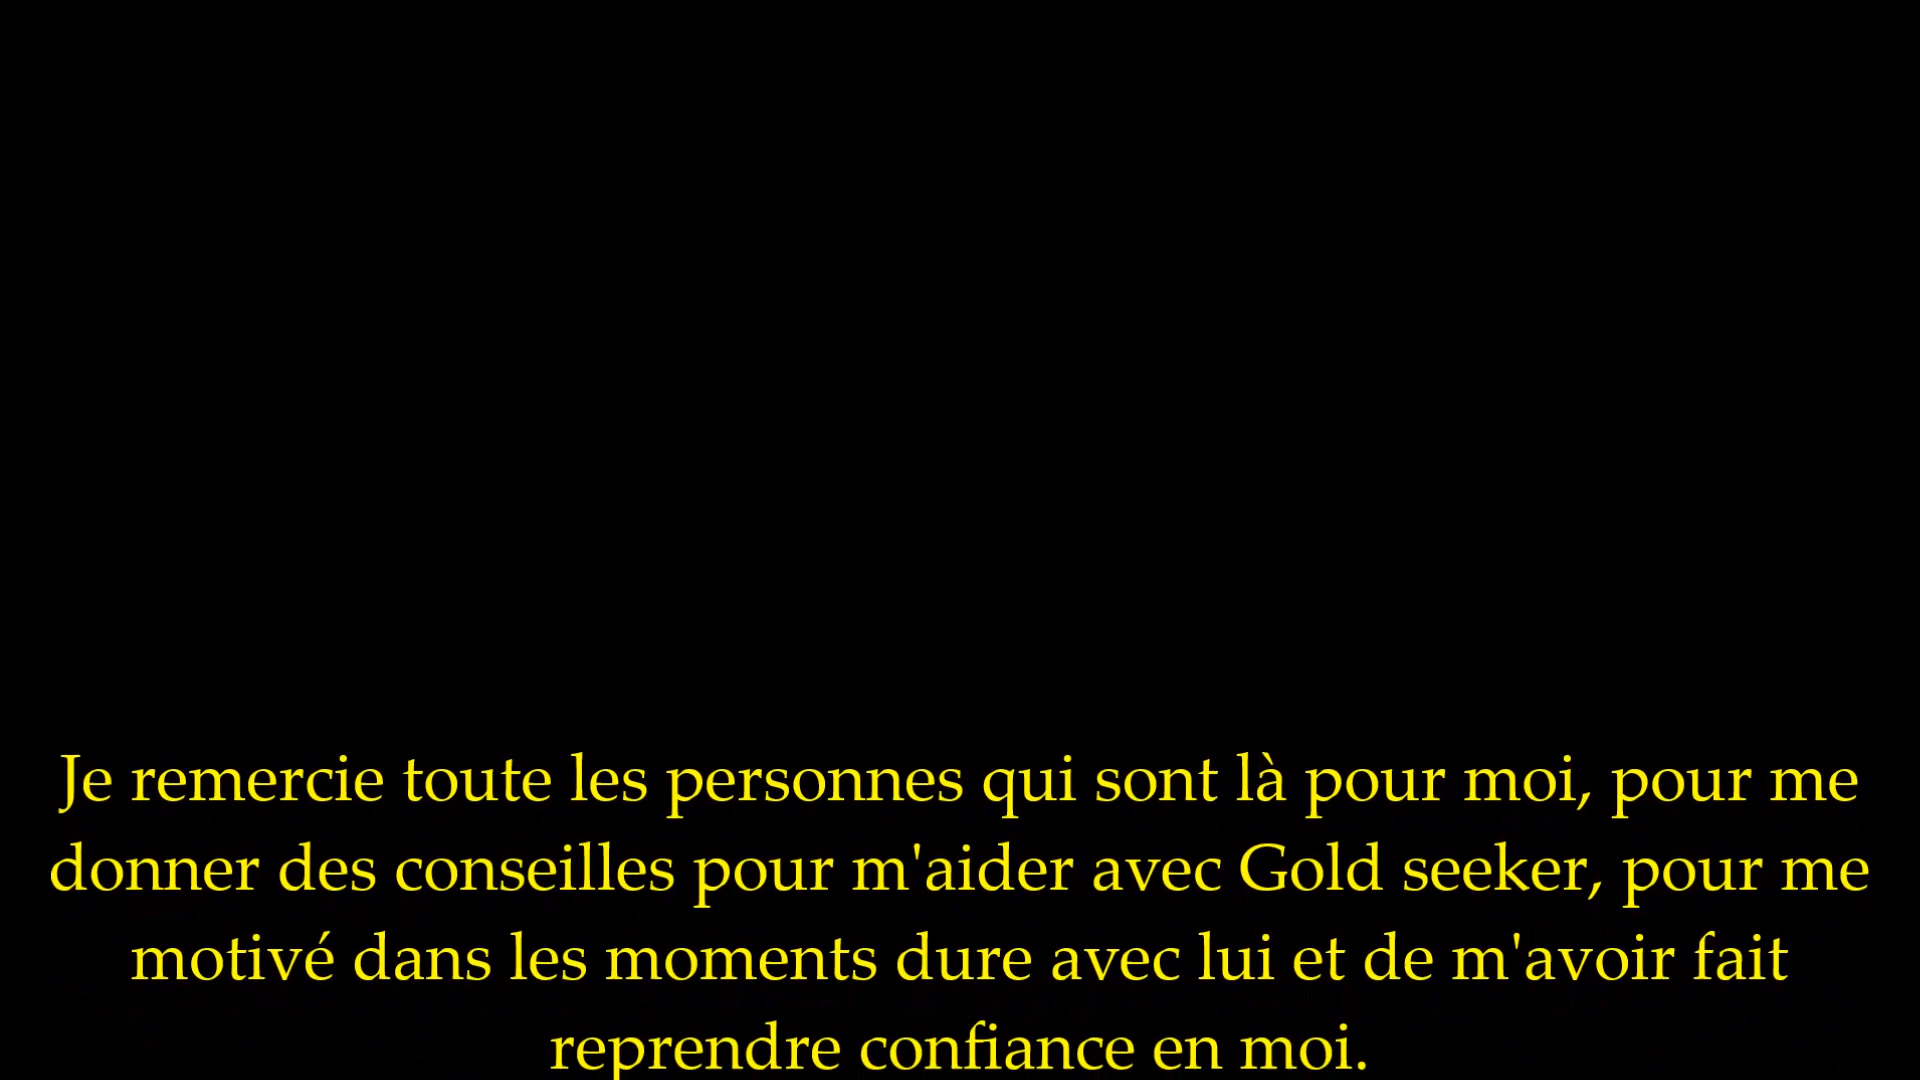 Je remercie toute les personnes qui sont là pour moi, pour me
donner des conseilles pour m'aider avec Gold seeker, pour me
motivé dans les moments dure avec lui et de m'avoir fait
reprendre confiance en moi.